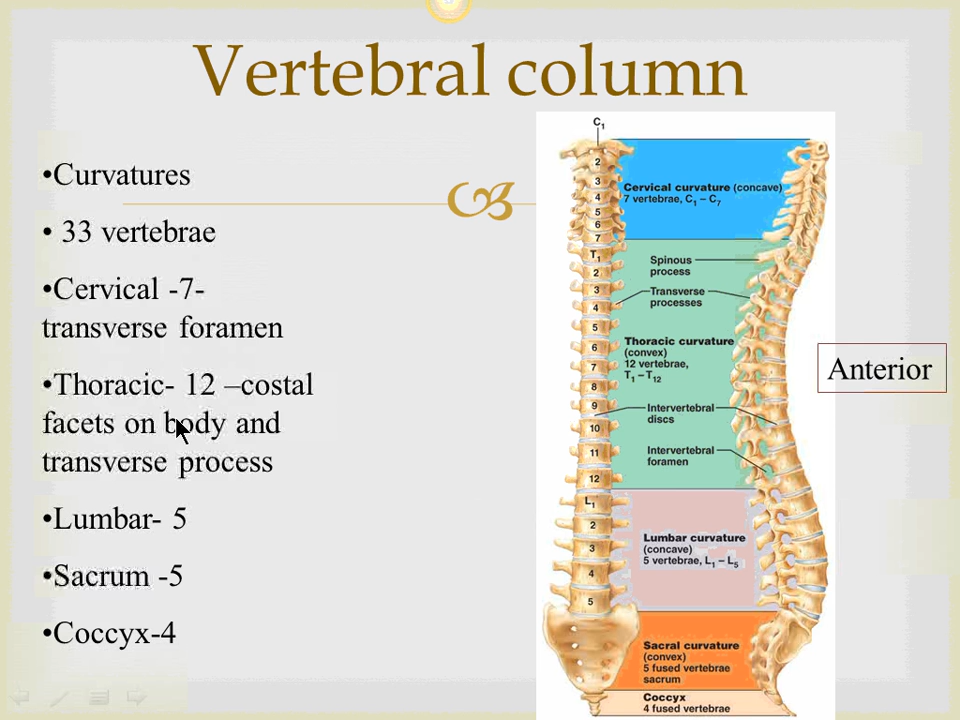 Vertebral column
•Curvatures
• 33 vertebrae
•Cervical -7-
transverse foramen
•Thoracic- 12 –costal
facets on body and
transverse process
•Lumbar- 5
•Sacrum -5
•Coccyx-4
C1
2
3
4
5
6
7
T1
2
3
4
5
6
7
8
9
10
11
12
L1
2
3
4
5
Cervical curvature (concave)
7 vertebrae, C1 – C7
Spinous
process
Transverse
processes
Thoracic curvature
(convex)
12 vertebrae,
T1 – T12
Intervertebral
discs
Intervertebral
foramen
Lumbar curvature
(concave)
5 vertebrae, L1 – L5
Sacral curvature
(convex)
5 fused vertebrae
sacrum
Coccyx
4 fused vertebrae
Anterior